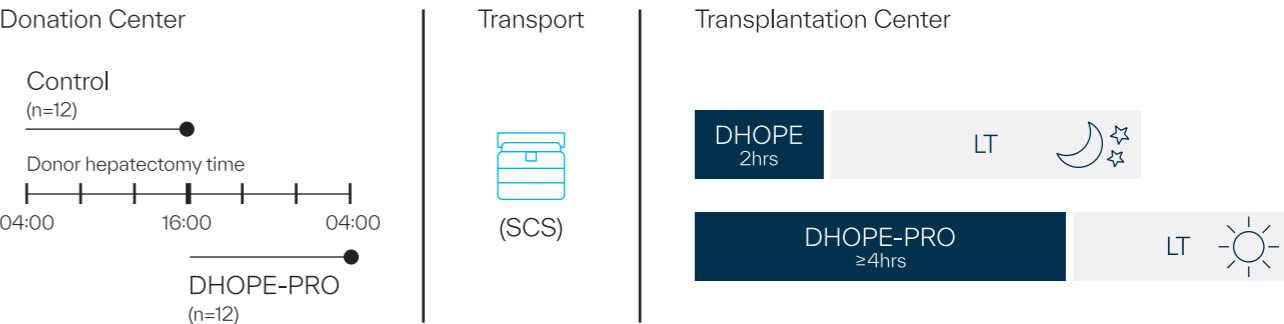 Donation Center
Control
(n=12)
Donor hepatectomy time
04:00 16:00 04:00
DHOPE-PRO
(n=12)
Transport
(SCS)
Transplantation Center
DHOPE
2hrs
LT
DHOPE-PRO
≥4hrs
LT